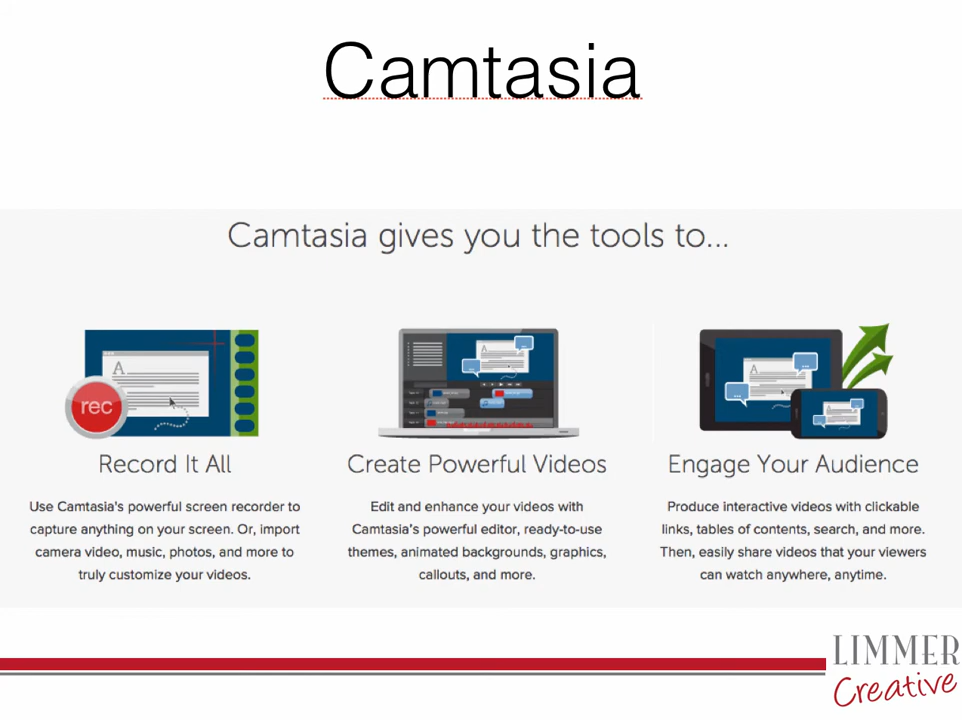 Camtasia
Camtasia gives you the tools to...
A
rec
Record It All
Use Camtasia's powerful screen recorder to
capture anything on your screen. Or, import
camera video, music, photos, and more to
truly customize your videos.
Create Powerful Videos
Edit and enhance your videos with
Camtasia's powerful editor, ready-to-use
themes, animated backgrounds, graphics,
callouts, and more.
Engage Your Audience
Produce interactive videos with clickable
links, tables of contents, search, and more.
Then, easily share videos that your viewers
can watch anywhere, anytime.
LIMMER
Creative